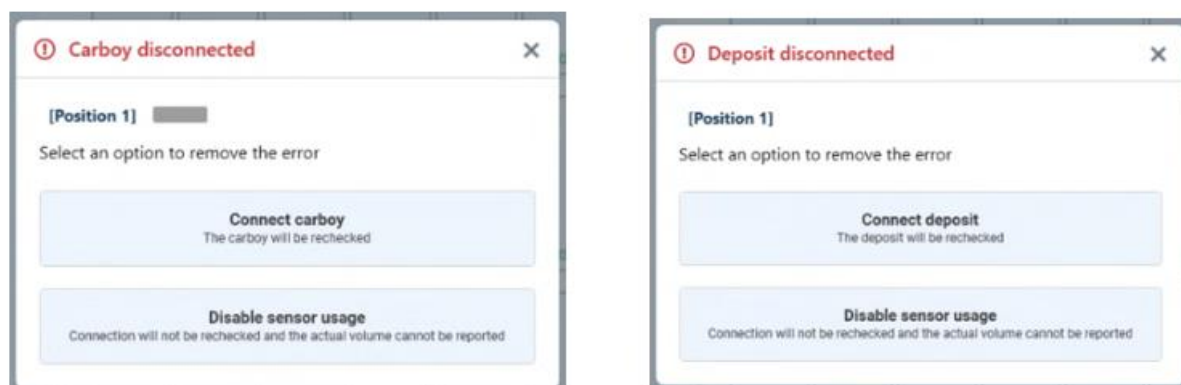 Carboy disconnected
[Position 1]
Select an option to remove the error
Connect carboy
The carboy will be rechecked
Disable sensor usage
Connection will not be rechecked and the actual volume cannot be reported
Deposit disconnected
[Position 1]
Select an option to remove the error
Connect deposit
The deposit will be rechecked
Disable sensor usage
Connection will not be rechecked and the actual volume cannot be reported